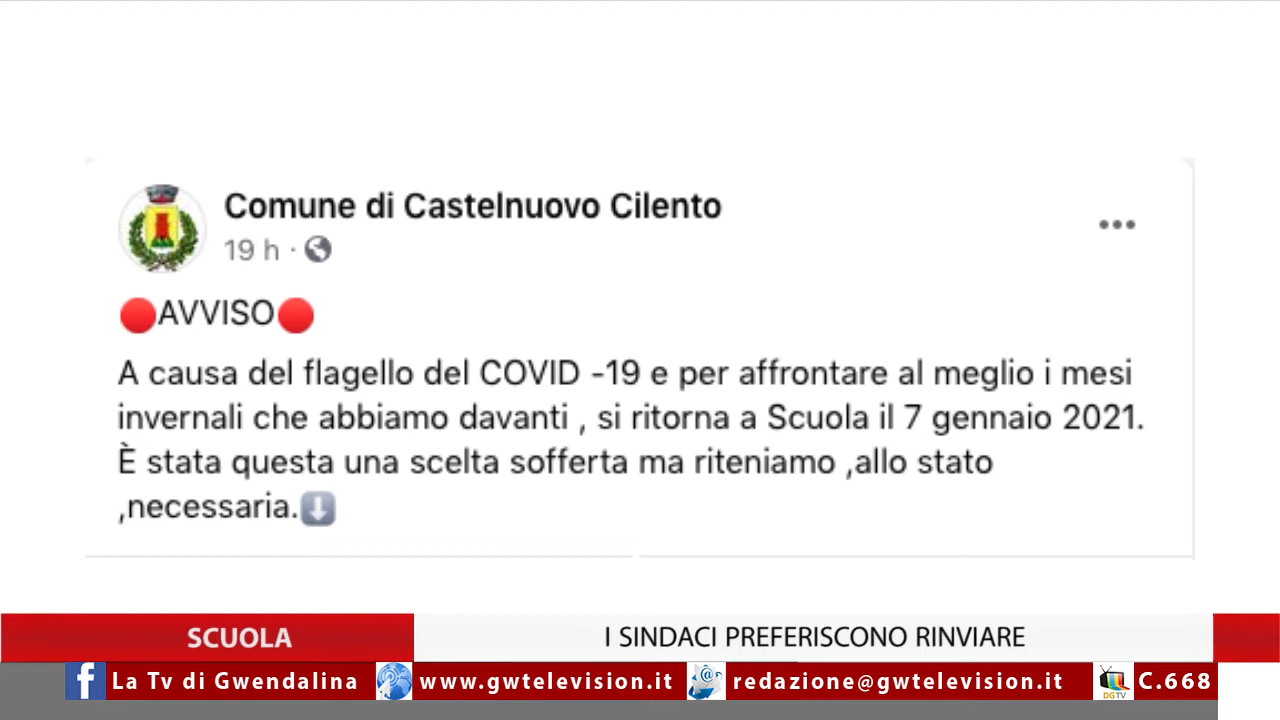 Comune di Castelnuovo Cilento
19 h ·
🔴AVVISO🔴
A causa del flagello del COVID -19 e per affrontare al meglio i mesi
invernali che abbiamo davanti , si ritorna a Scuola il 7 gennaio 2021.
È stata questa una scelta sofferta ma riteniamo ,allo stato
,necessaria.⬇️
SCUOLA I SINDACI PREFERISCONO RINVIARE
f La Tv di Gwendalina www.gwtelevision.it redazione@gwtelevision.it DGTV C.668